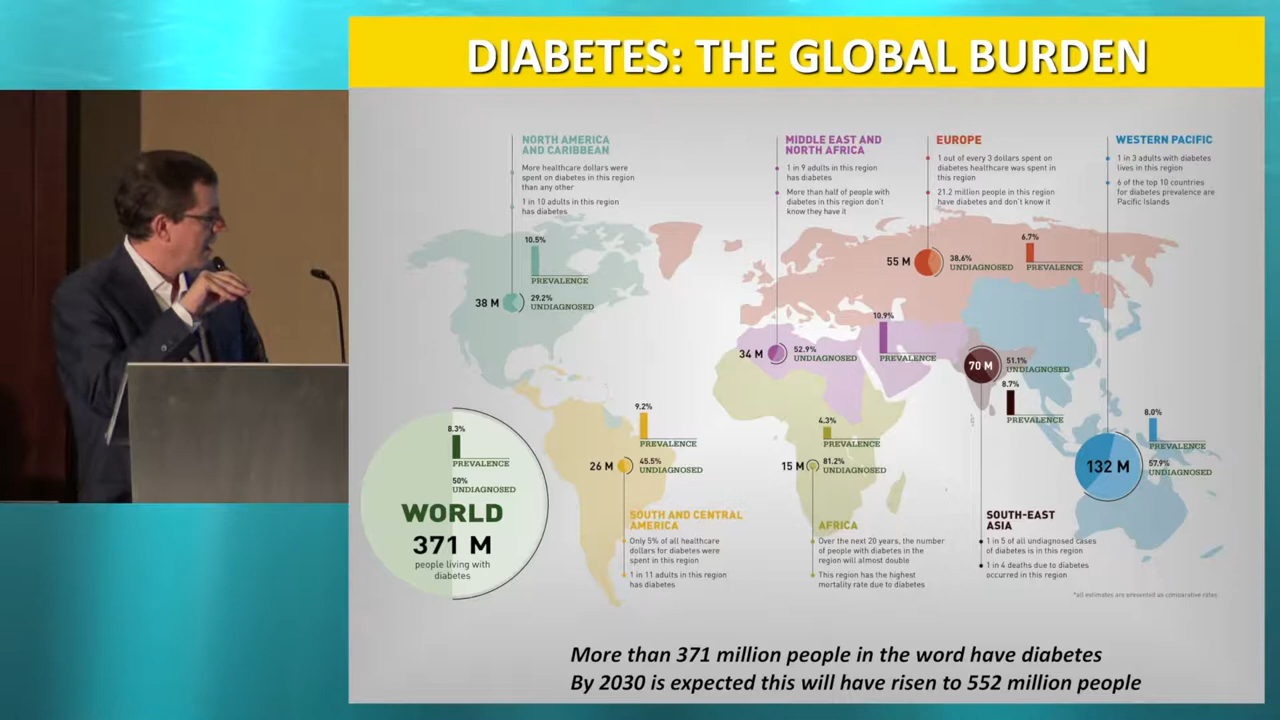 DIABETES: THE GLOBAL BURDEN
NORTH AMERICA
AND CARIBBEAN
More healthcare dollars were
spent on diabetes in this region
than any other
1 in 10 adults in this region
has diabetes
MIDDLE EAST AND
NORTH AFRICA
1 in 9 adults in this region
has diabetes
More than half of people with
diabetes in this region don't
know they have it
EUROPE
1 out of every 3 dollars spent on
diabetes healthcare was spent in
this region
21.2 million people in this region
have diabetes and don't know it
WESTERN PACIFIC
1 in 3 adults with diabetes
lives in this region
6 of the top 10 countries
for diabetes prevalence are
Pacific Islands
10.5%
PREVALENCE
38 M
29.2%
UNDIAGNOSED
55 M
38.6%
UNDIAGNOSED
6.7%
PREVALENCE
34 M
52.9%
UNDIAGNOSED
10.9%
PREVALENCE
70 M
51.1%
UNDIAGNOSED
8.7%
PREVALENCE
9.2%
PREVALENCE
26 M
45.5%
UNDIAGNOSED
4.3%
PREVALENCE
15 M
81.2%
UNDIAGNOSED
8.0%
PREVALENCE
132 M
57.9%
UNDIAGNOSED
8.3%
PREVALENCE
50%
UNDIAGNOSED
WORLD
371 M
people living with
diabetes
SOUTH AND CENTRAL
AMERICA
Only 5% of all healthcare
dollars for diabetes were
spent in this region
1 in 11 adults in this region
has diabetes
AFRICA
Over the next 20 years, the number
of people with diabetes in the
region will almost double
This region has the highest
mortality rate due to diabetes
SOUTH-EAST
ASIA
1 in 5 of all undiagnosed cases
of diabetes is in this region
1 in 4 deaths due to diabetes
occurred in this region
*all estimates are presented as comparative rates
More than 371 million people in the word have diabetes
By 2030 is expected this will have risen to 552 million people